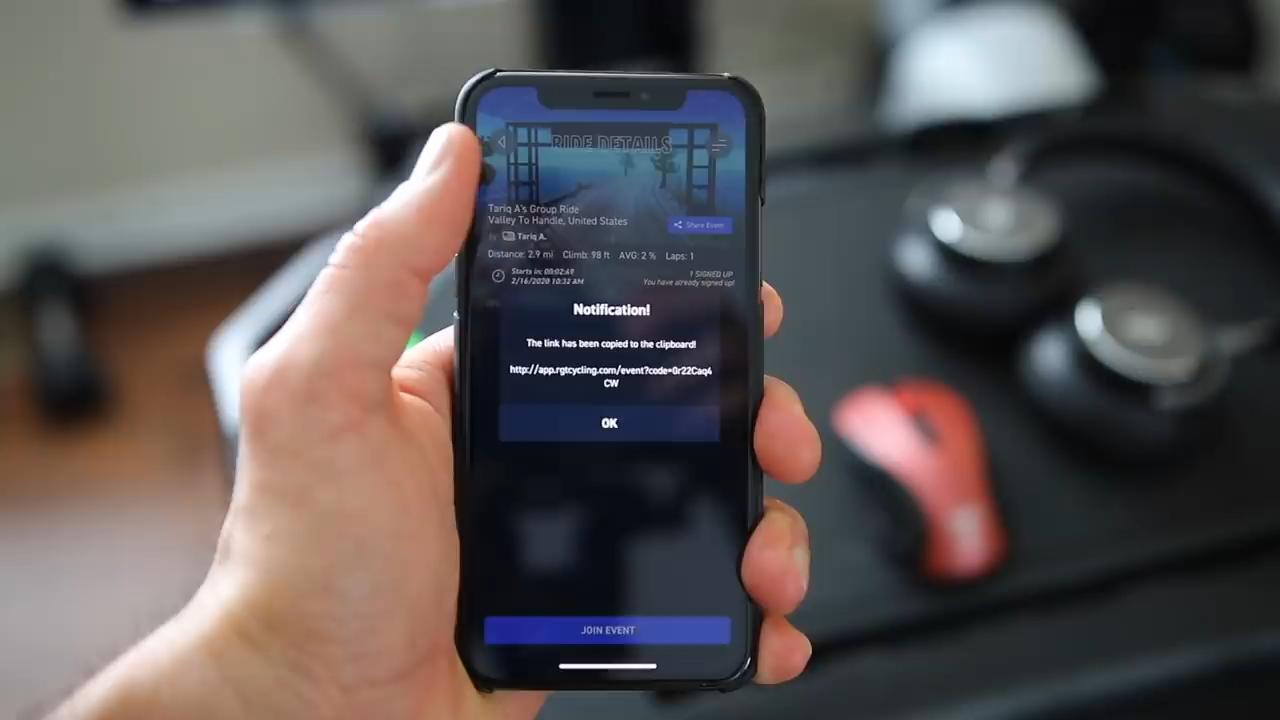 RIDE DETAILS
Tariq A's Group Ride
Valley To Handle, United States
Share Event
by Tariq A.
Distance: 2.9 mi Climb: 98 ft AVG: 2 % Laps: 1
Starts in: 00:02:49
1 SIGNED UP
2/16/2020 10:32 AM
You have already signed up!
Notification!
The link has been copied to the clipboard!
http://app.rgtcycling.com/event?code=0r22Caq4
CW
OK
JOIN EVENT